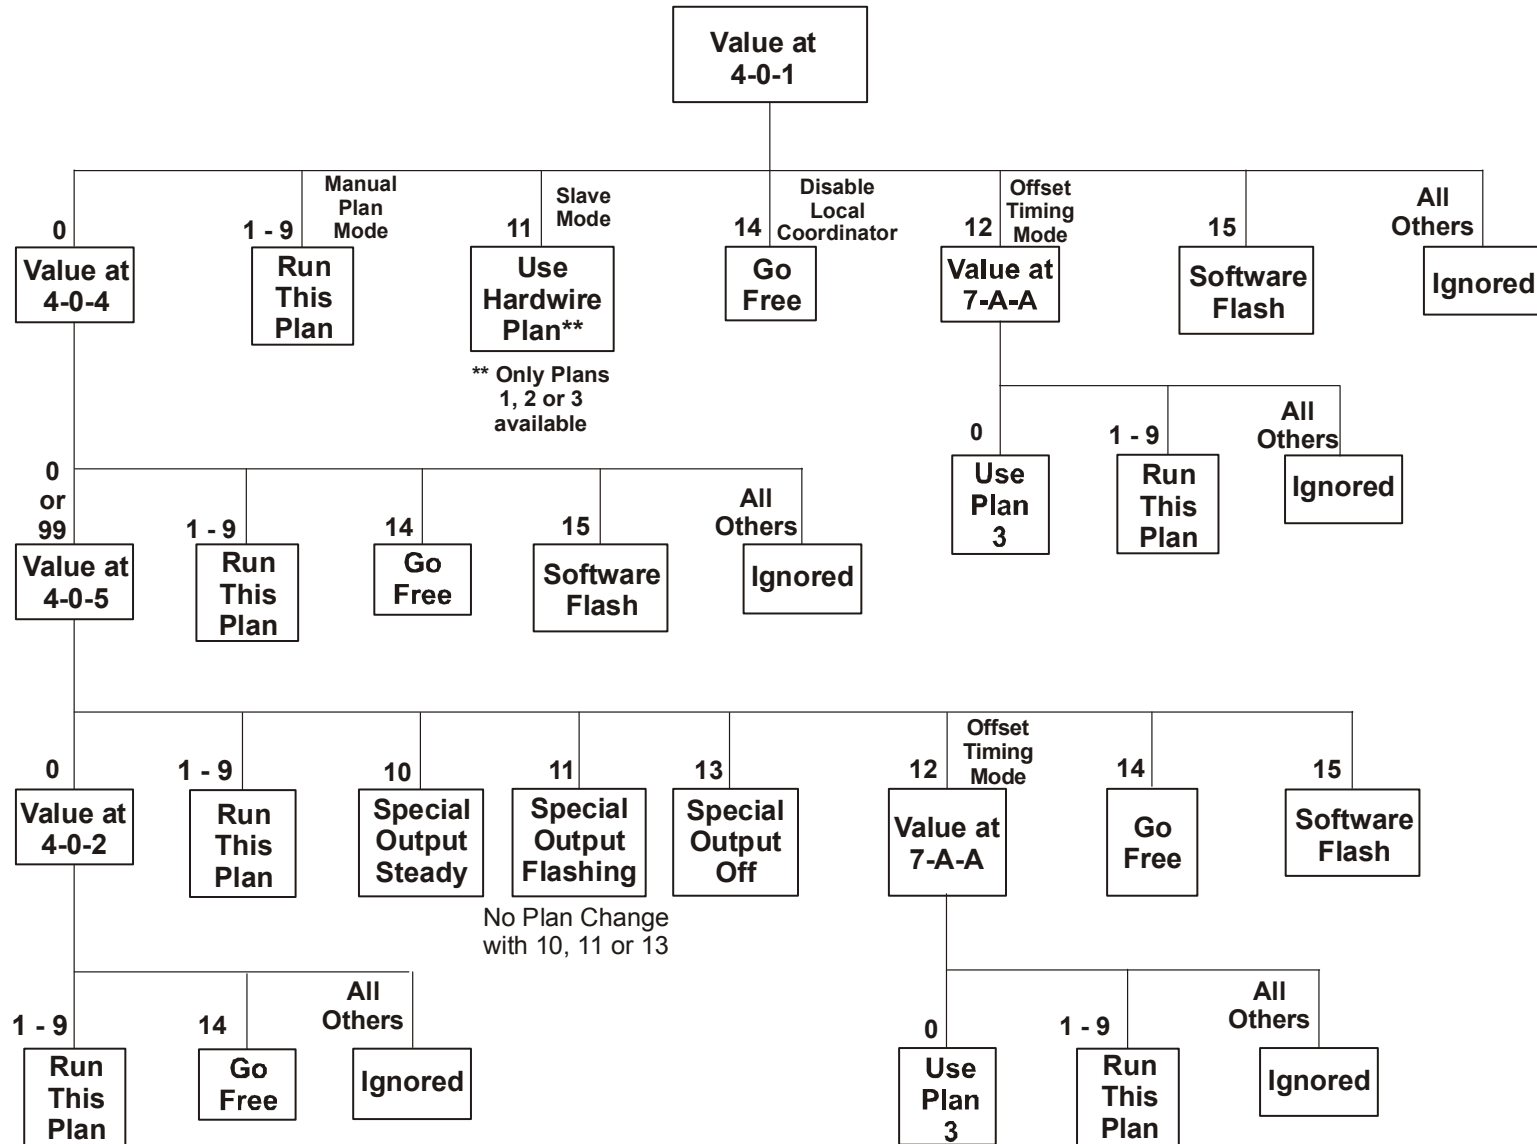 Value at
4-0-1
0
Value at
4-0-4
1 - 9
Manual
Plan
Mode
Run
This
Plan
11
Slave
Mode
Use
Hardwire
Plan**
** Only Plans
1, 2 or 3
available
14
Disable
Local
Coordinator
Go
Free
12
Offset
Timing
Mode
Value at
7-A-A
15
Software
Flash
All
Others
Ignored
0
Use
Plan
3
1 - 9
Run
This
Plan
All
Others
Ignored
0
or
99
Value at
4-0-5
1 - 9
Run
This
Plan
14
Go
Free
15
Software
Flash
All
Others
Ignored
0
Value at
4-0-2
1 - 9
Run
This
Plan
10
Special
Output
Steady
11
Special
Output
Flashing
13
Special
Output
Off
No Plan Change
with 10, 11 or 13
12
Offset
Timing
Mode
Value at
7-A-A
14
Go
Free
15
Software
Flash
1 - 9
Run
This
Plan
14
Go
Free
All
Others
Ignored
0
Use
Plan
3
1 - 9
Run
This
Plan
All
Others
Ignored